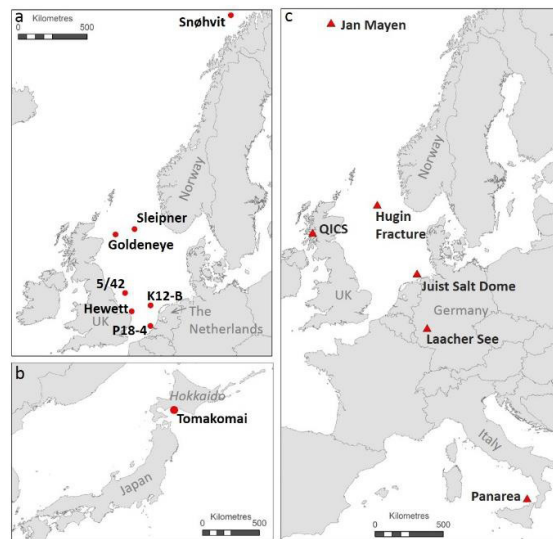 a
Kilometres
0
500
Snøhvit
Norway
Sleipner
Goldeneye
5/42
K12-B
Hewett
UK
The
Netherlands
P18-4
b
Hokkaido
Tomakomai
Japan
Kilometres
0
500
c
Jan Mayen
Norway
Hugin
Fracture
QICS
Juist Salt Dome
UK
Germany
Laacher See
Italy
Panarea
Kilometres
0
500